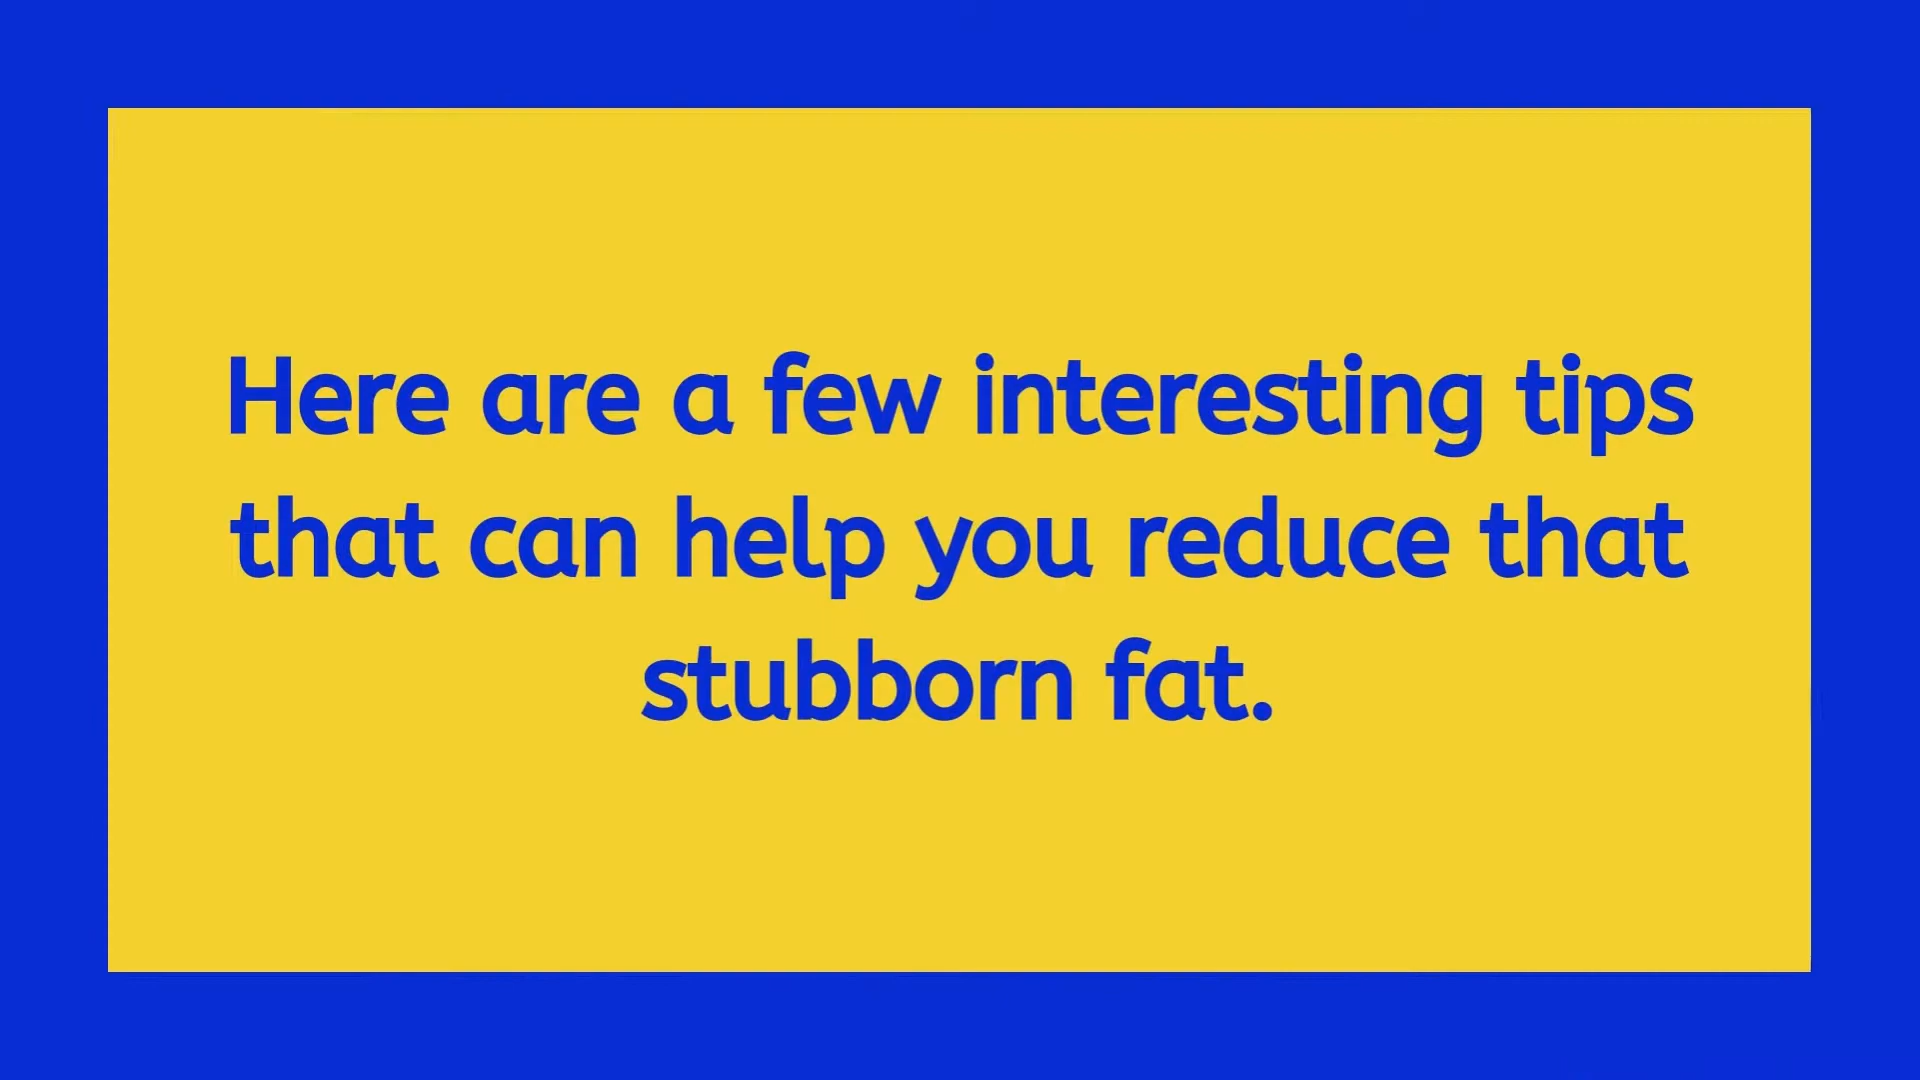 Here are a few interesting tips
that can help you reduce that
stubborn fat.